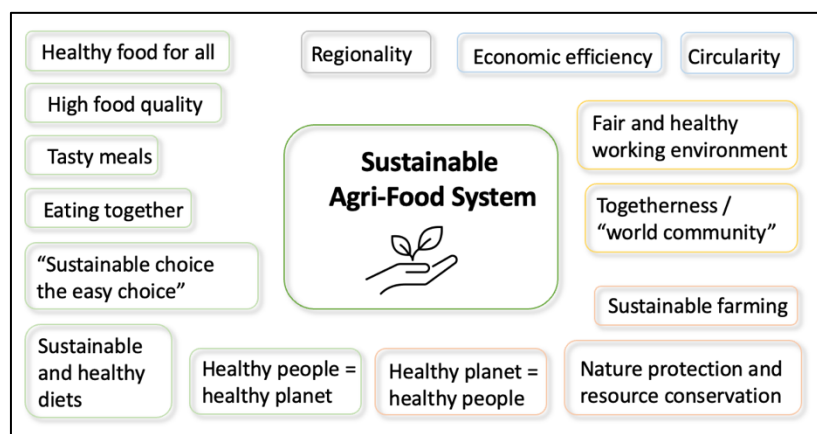 Healthy food for all
Regionality
Economic efficiency
Circularity
High food quality
Tasty meals
Eating together
“Sustainable choice
the easy choice”
Sustainable
Agri-Food System
Fair and healthy
working environment
Togetherness /
“world community”
Sustainable farming
Sustainable
and healthy
diets
Healthy people =
healthy planet
Healthy planet =
healthy people
Nature protection and
resource conservation